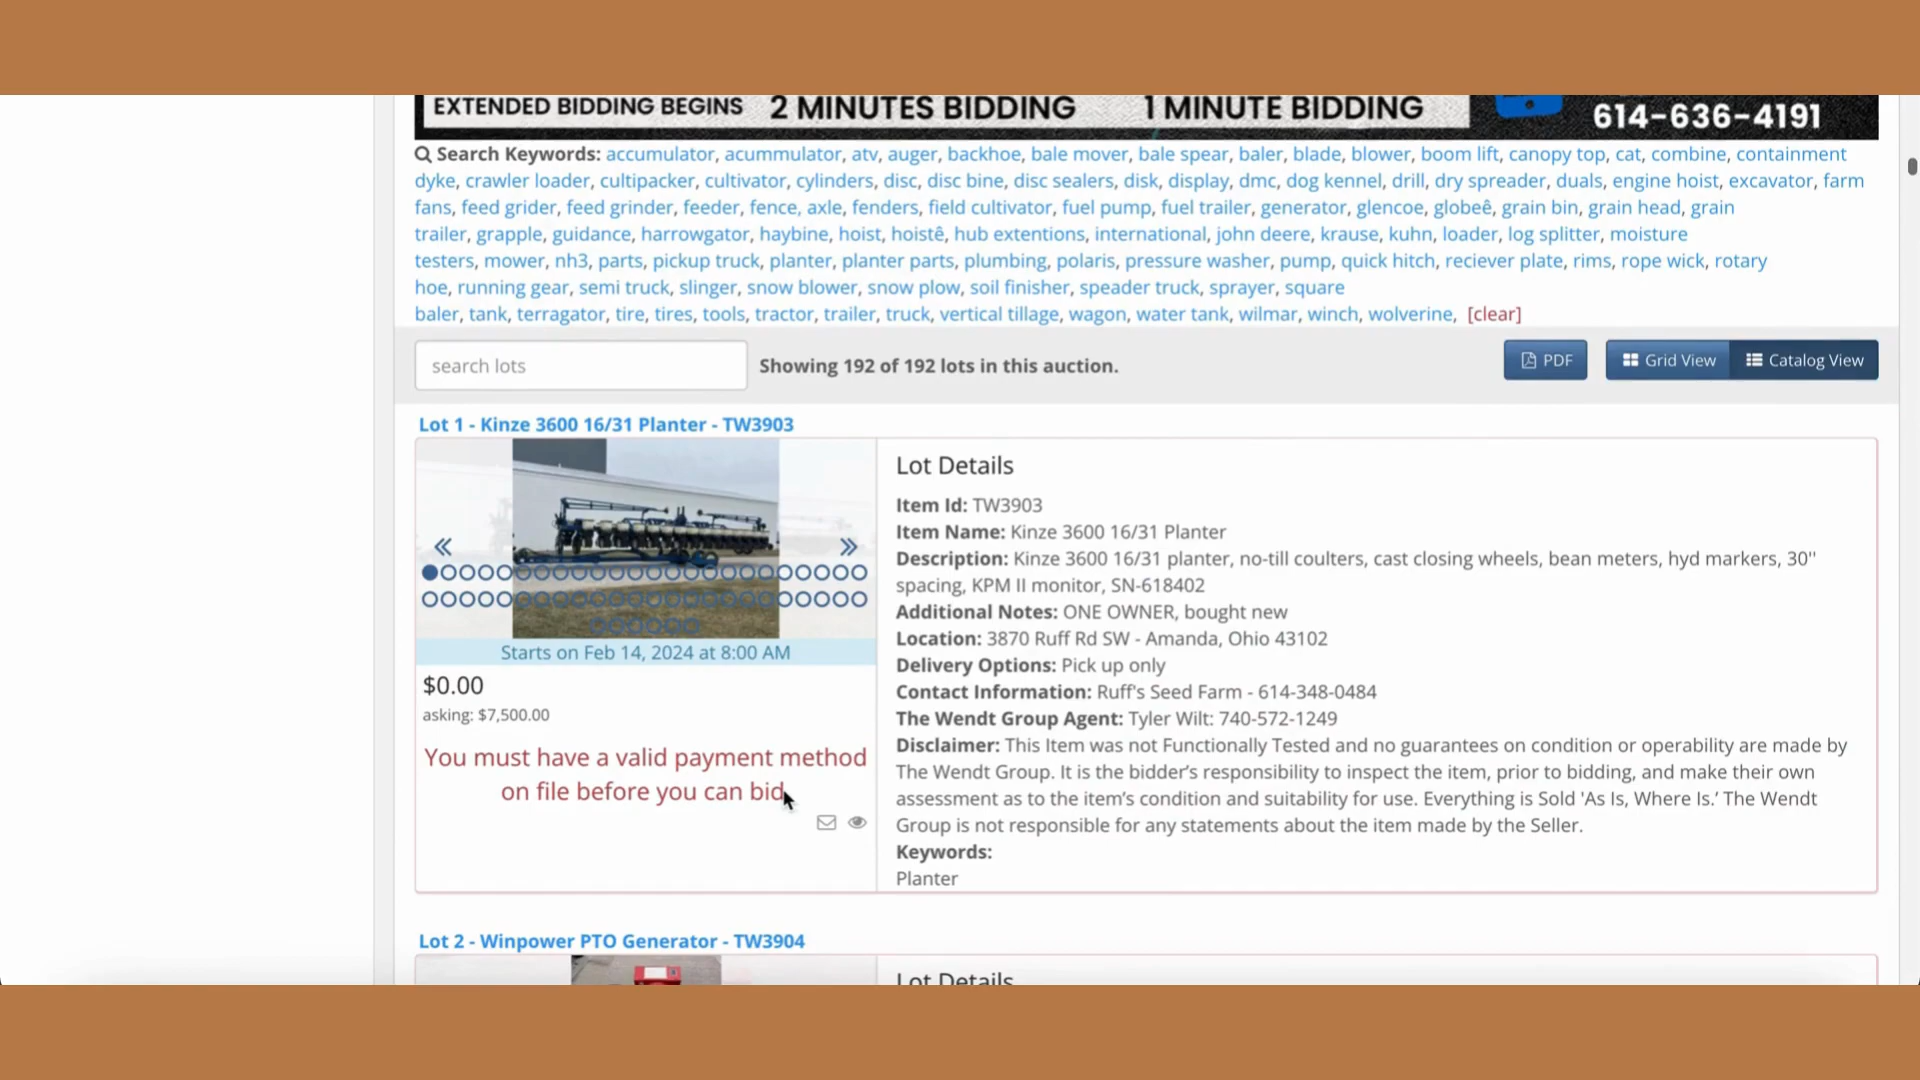 EXTENDED BIDDING BEGINS 2 MINUTES BIDDING 1 MINUTE BIDDING 614-636-4191
Search Keywords: accumulator, acummulator, atv, auger, backhoe, bale mover, bale spear, baler, blade, blower, boom lift, canopy top, cat, combine, containment
dyke, crawler loader, cultipacker, cultivator, cylinders, disc, disc bine, disc sealers, disk, display, dmc, dog kennel, drill, dry spreader, duals, engine hoist, excavator, farm
fans, feed grider, feed grinder, feeder, fence, axle, fenders, field cultivator, fuel pump, fuel trailer, generator, glencoe, globeê, grain bin, grain head, grain
trailer, grapple, guidance, harrowgator, haybine, hoist, hoistê, hub extentions, international, john deere, krause, kuhn, loader, log splitter, moisture
testers, mower, nh3, parts, pickup truck, planter, planter parts, plumbing, polaris, pressure washer, pump, quick hitch, reciever plate, rims, rope wick, rotary
hoe, running gear, semi truck, slinger, snow blower, snow plow, soil finisher, speader truck, sprayer, square
baler, tank, terragator, tire, tires, tools, tractor, trailer, truck, vertical tillage, wagon, water tank, wilmar, winch, wolverine, [clear]
search lots
Showing 192 of 192 lots in this auction.
PDF
Grid View
Catalog View
Lot 1 - Kinze 3600 16/31 Planter - TW3903
Starts on Feb 14, 2024 at 8:00 AM
$0.00
asking: $7,500.00
You must have a valid payment method
on file before you can bid.
Lot Details
Item Id: TW3903
Item Name: Kinze 3600 16/31 Planter
Description: Kinze 3600 16/31 planter, no-till coulters, cast closing wheels, bean meters, hyd markers, 30''
spacing, KPM II monitor, SN-618402
Additional Notes: ONE OWNER, bought new
Location: 3870 Ruff Rd SW - Amanda, Ohio 43102
Delivery Options: Pick up only
Contact Information: Ruff's Seed Farm - 614-348-0484
The Wendt Group Agent: Tyler Wilt: 740-572-1249
Disclaimer: This Item was not Functionally Tested and no guarantees on condition or operability are made by
The Wendt Group. It is the bidder’s responsibility to inspect the item, prior to bidding, and make their own
assessment as to the item’s condition and suitability for use. Everything is Sold 'As Is, Where Is.’ The Wendt
Group is not responsible for any statements about the item made by the Seller.
Keywords:
Planter
Lot 2 - Winpower PTO Generator - TW3904
Lot Details